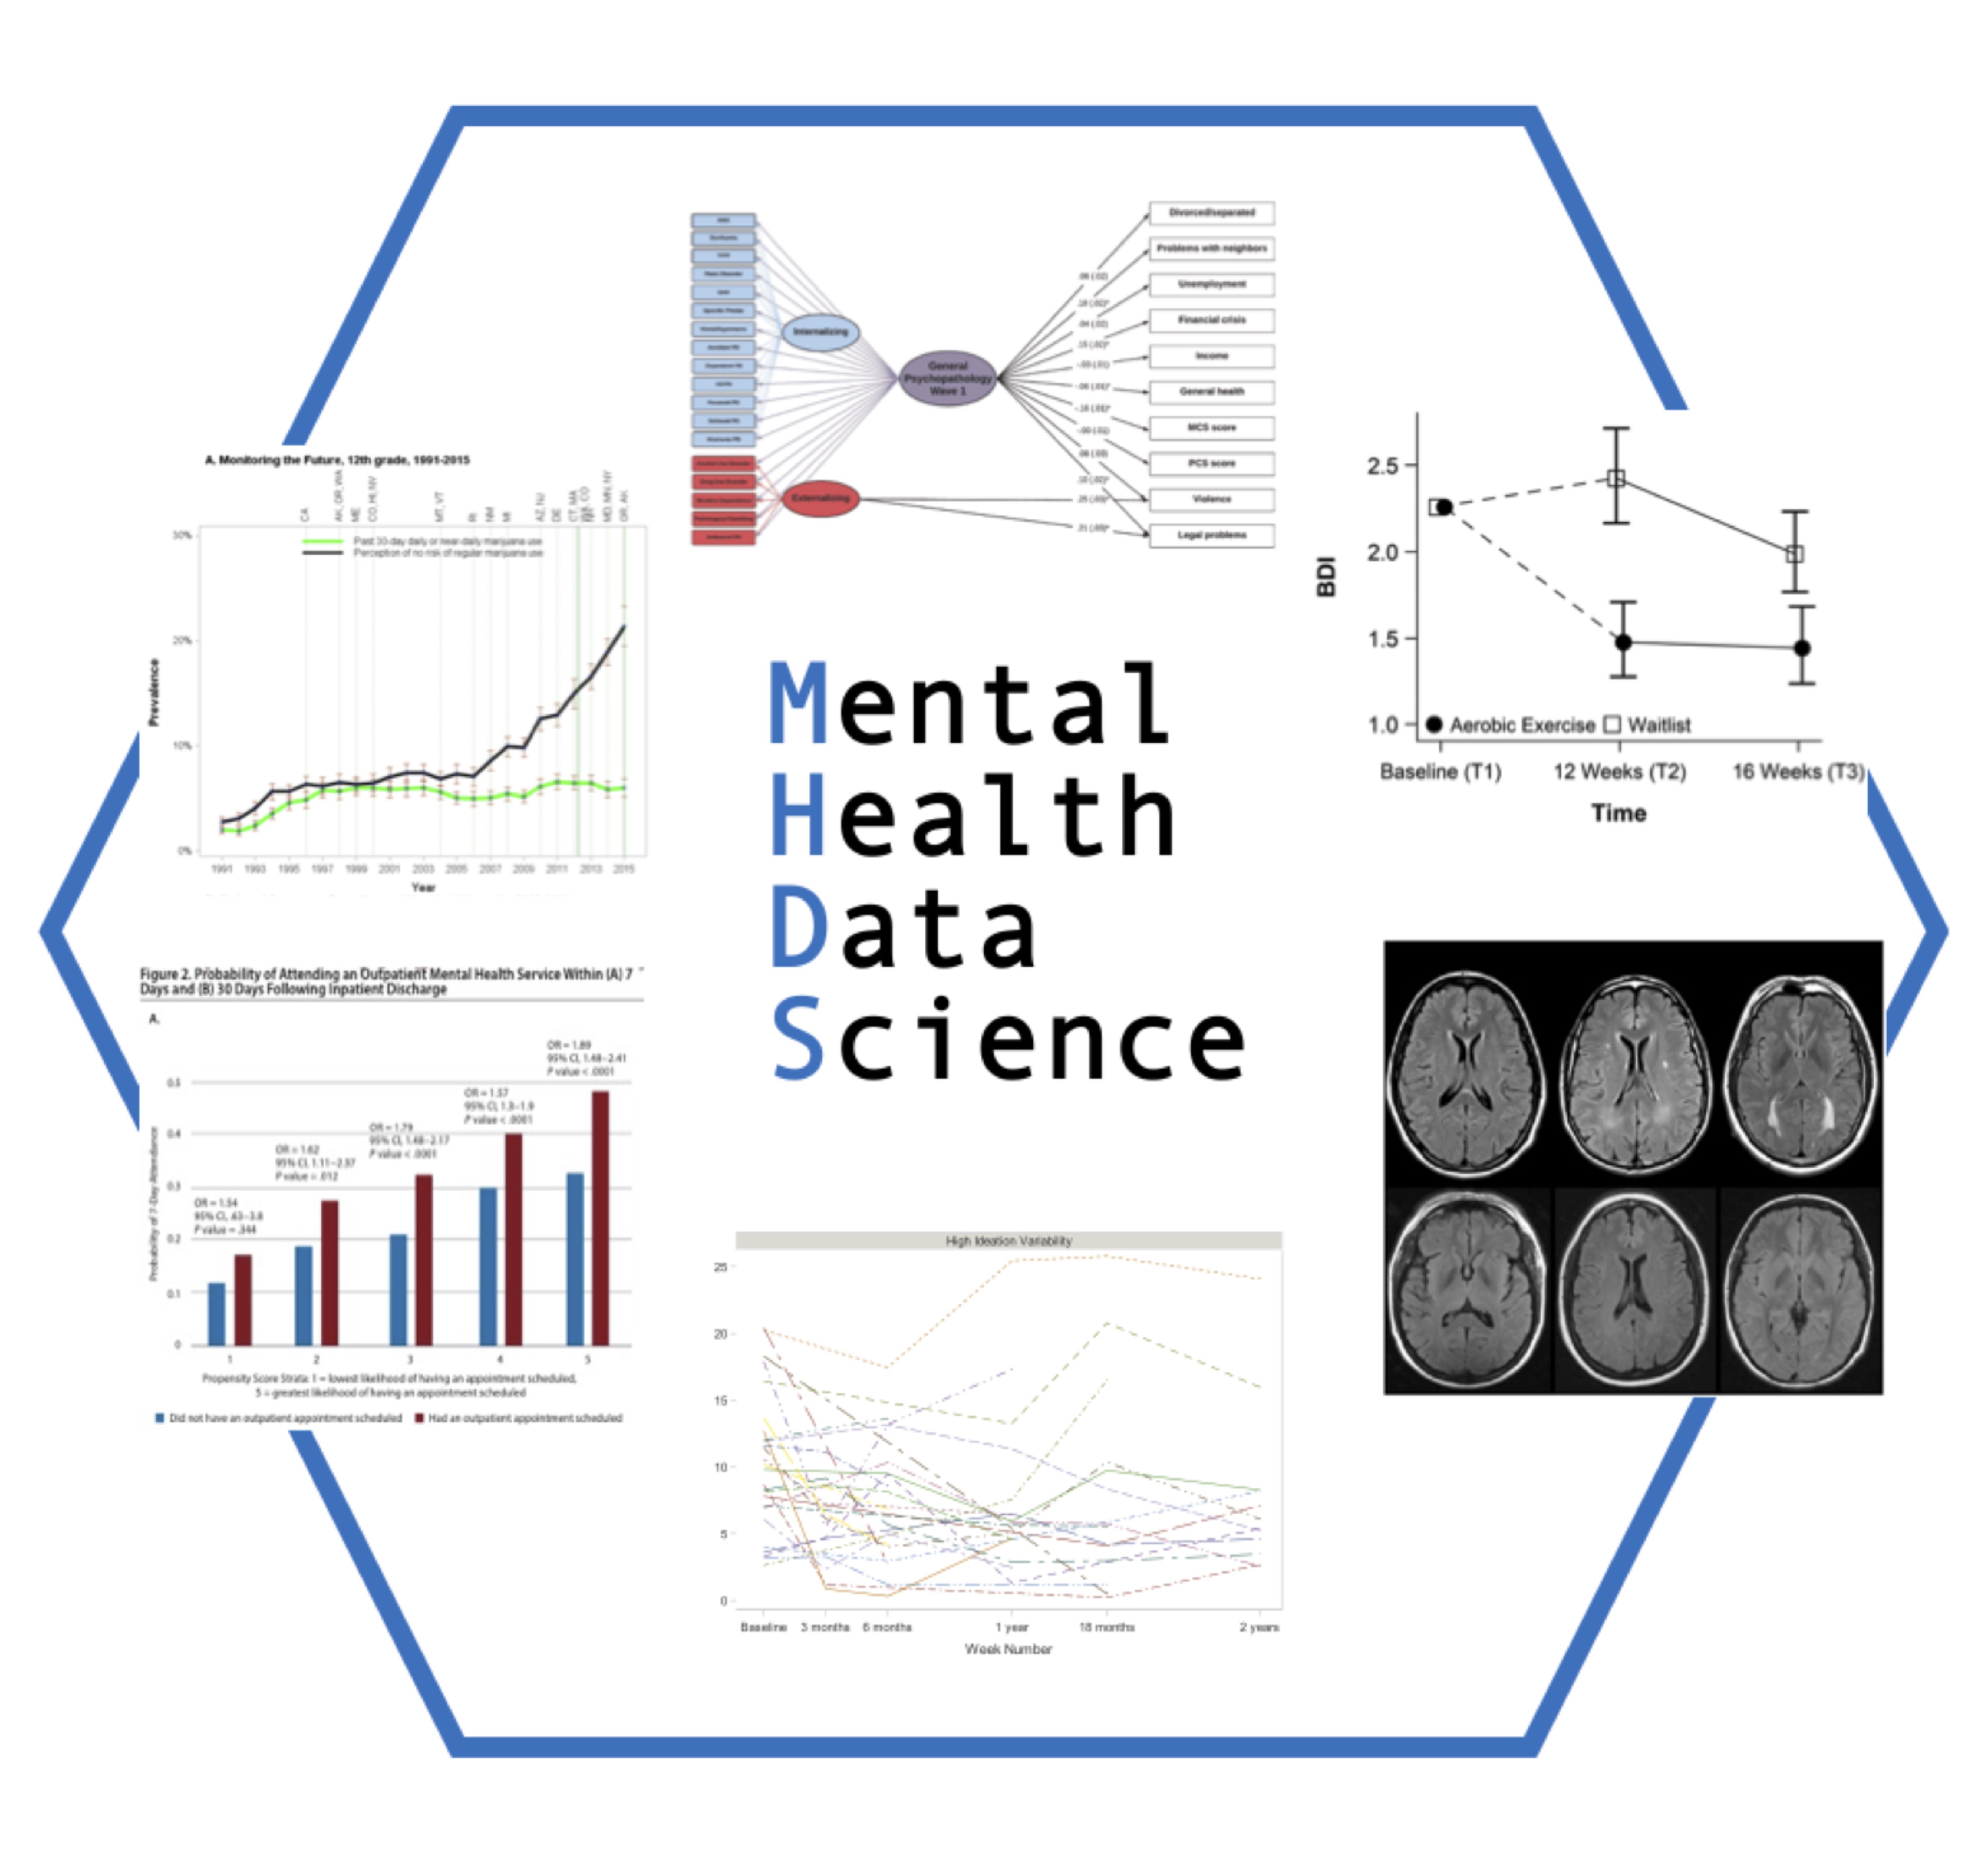 Divorced/separated
Problems with neighbors
Unemployment
Financial crisis
Income
General health
MCS score
PCS score
Violence
Legal problems
Internalizing
Externalizing
General
Psychopathology
Wave 1
A. Monitoring the Future, 12th grade, 1991-2015
CA
AK, OR, WA
ME
CO, HI, NV
MT, VT
RI
NM
MI
AZ, NJ
DE
CT, MA
MD, MN, NY
OR, AK
Past 30-day daily or near-daily marijuana use
Perception of no risk of regular marijuana use
30%
20%
10%
0%
Prevalence
1991 1993 1995 1997 1999 2001 2003 2005 2007 2009 2011 2013 2015
Year
2.5
2.0
1.5
1.0
BDI
Aerobic Exercise Waitlist
Baseline (T1) 12 Weeks (T2) 16 Weeks (T3)
Time
Mental
Health
Data
Science
Figure 2. Probability of Attending an Outpatient Mental Health Service Within (A) 7
Days and (B) 30 Days Following Inpatient Discharge
A.
OR = 1.54
95% CI, .63–3.8
P value = .344
OR = 1.62
95% CI, 1.11–2.37
P value = .012
OR = 1.79
95% CI, 1.48–2.17
P value < .0001
OR = 1.57
95% CI, 1.3–1.9
P value < .0001
OR = 1.89
95% CI, 1.48–2.41
P value < .0001
0.5
0.4
0.3
0.2
0.1
0
Probability of 7-Day Attendance
1 2 3 4 5
Propensity Score Strata: 1 = lowest likelihood of having an appointment scheduled,
5 = greatest likelihood of having an appointment scheduled
Did not have an outpatient appointment scheduled Had an outpatient appointment scheduled
High Ideation Variability
25
20
15
10
5
0
Baseline 3 months 6 months 1 year 18 months 2 years
Week Number